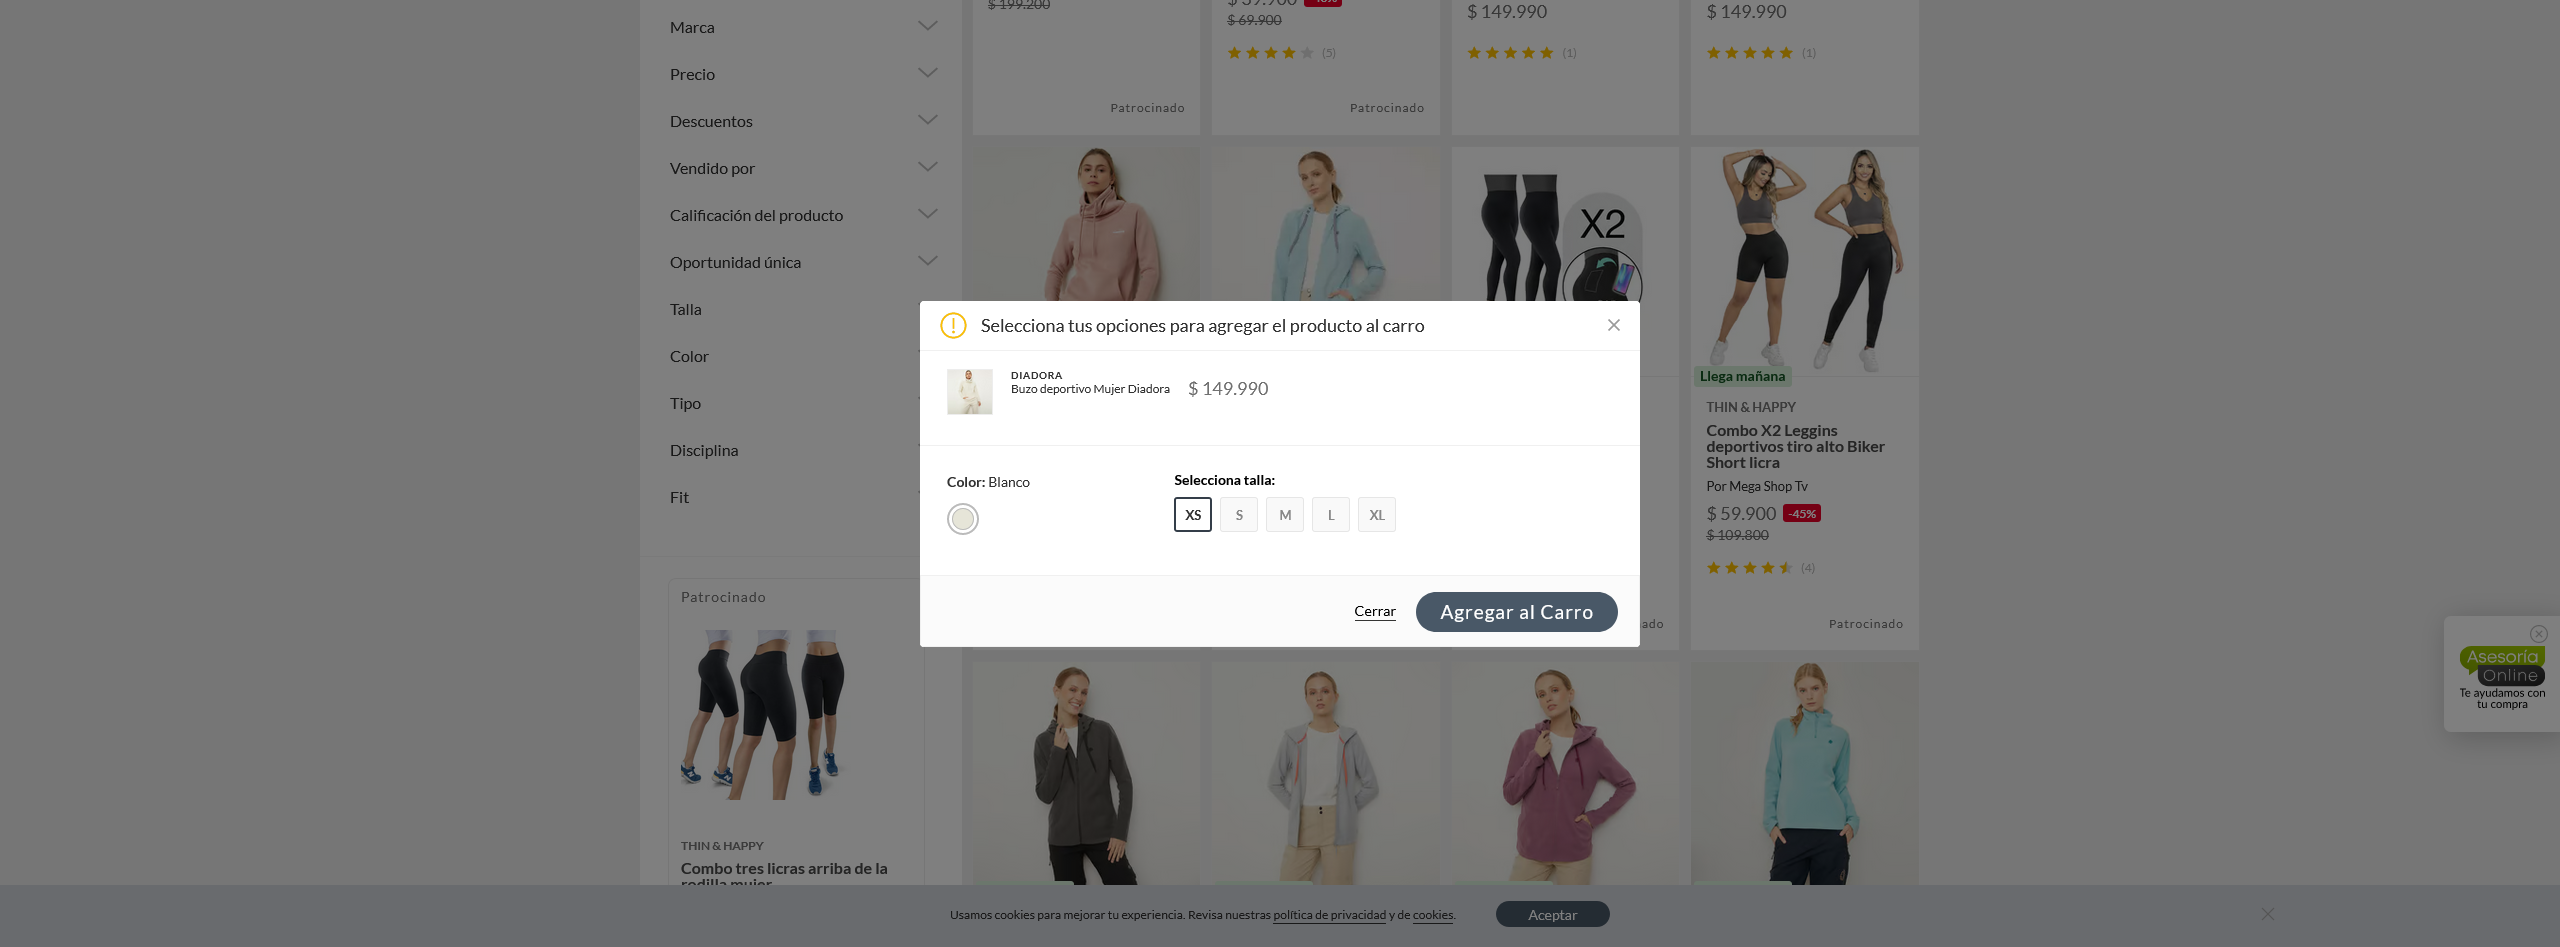 Marca
Precio
Descuentos
Vendido por
Calificación del producto
Oportunidad única
Talla
Color
Tipo
Disciplina
Fit
Patrocinado
THIN & HAPPY
Combo tres licras arriba de la
rodilla mujer
$ 199.200
Patrocinado
$ 39.900
$ 69.900
(5)
Patrocinado
$ 149.990
(1)
$ 149.990
(1)
X2
Llega mañana
THIN & HAPPY
Combo X2 Leggins
deportivos tiro alto Biker
Short licra
Por Mega Shop Tv
$ 59.900 -45%
$ 109.800
(4)
Patrocinado
Selecciona tus opciones para agregar el producto al carro
DIADORA
Buzo deportivo Mujer Diadora
$ 149.990
Color: Blanco
Selecciona talla:
XS S M L XL
Cerrar
Agregar al Carro
Asesoría
Online
Te ayudamos con
tu compra
Usamos cookies para mejorar tu experiencia. Revisa nuestras política de privacidad y de cookies.
Aceptar